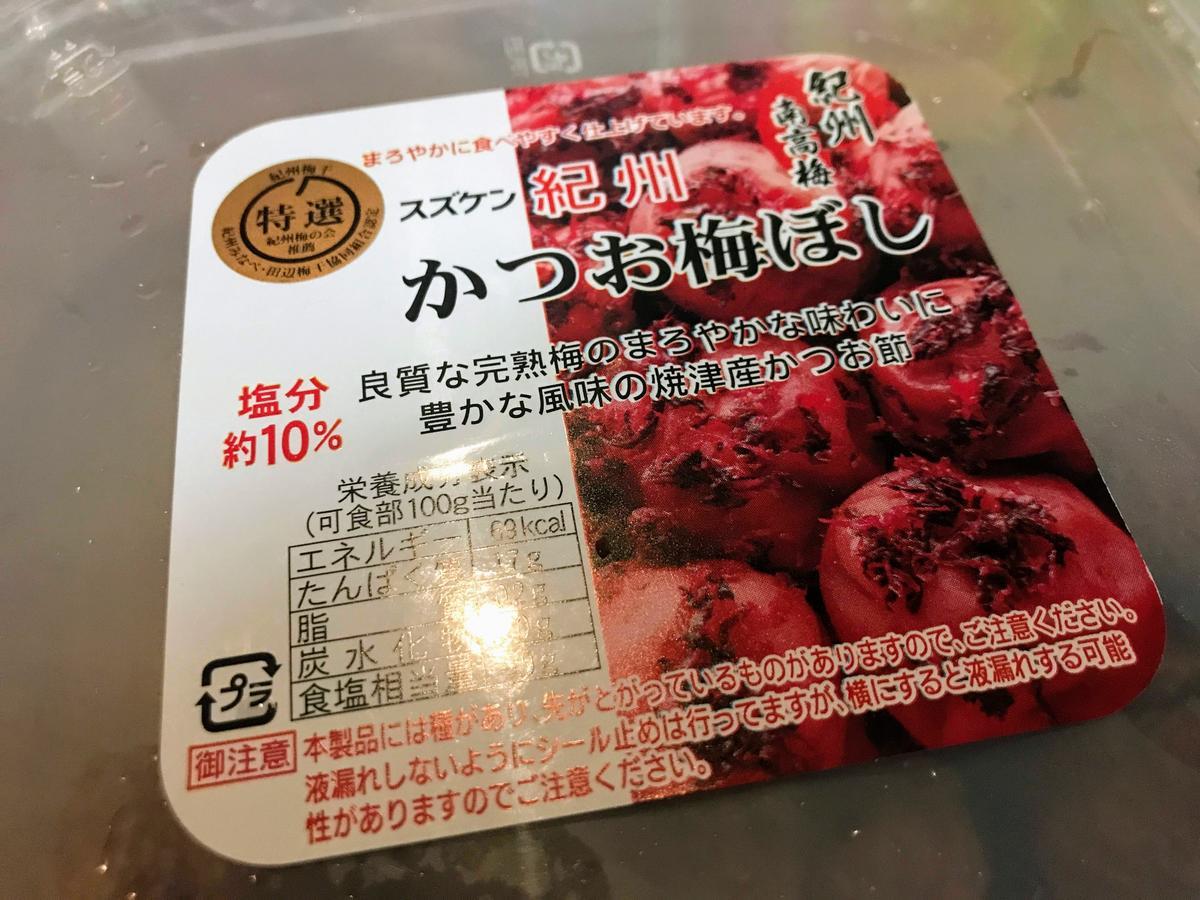 紀州
南高梅
まろやかに食べやすく仕上げています。
スズケン 紀州
かつお梅ぼし
紀州梅干
特選
紀州梅の会
推薦
紀州みなべ・田辺梅干協同組合認定
良質な完熟梅のまろやかな味わいに
豊かな風味の焼津産かつお節
塩分
約10%
栄養成分表示
(可食部100g当たり)
エネルギー 63kcal
たんぱく質
脂
炭水化
食塩相当量
プラ
御注意 本製品には種があり、先がとがっているものがありますので、ご注意ください。
液漏れしないようにシール止めは行ってますが、横にすると液漏れする可能
性がありますのでご注意ください。